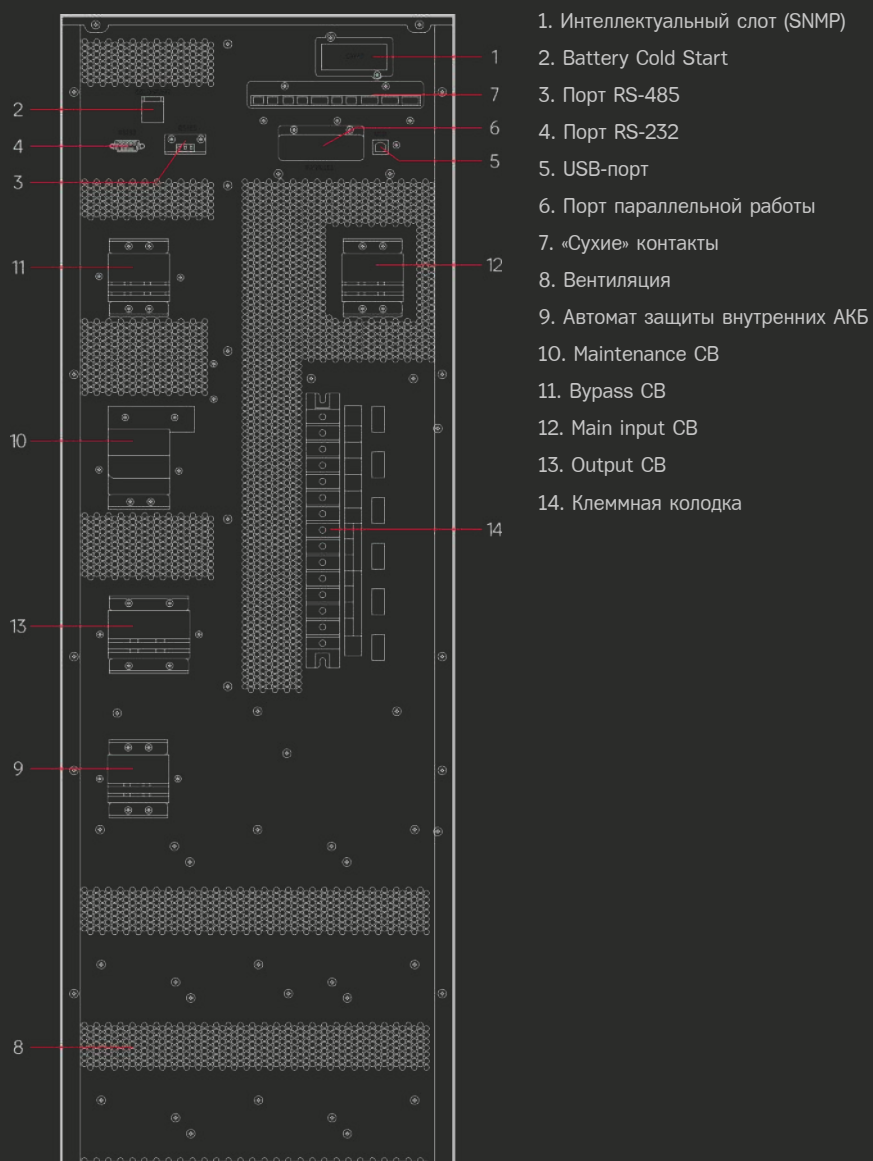 1. Интеллектуальный слот (SNMP)
2. Battery Cold Start
3. Порт RS-485
4. Порт RS-232
5. USB-порт
6. Порт параллельной работы
7. «Сухие» контакты
8. Вентиляция
9. Автомат защиты внутренних АКБ
10. Maintenance CB
11. Bypass CB
12. Main input CB
13. Output CB
14. Клеммная колодка
1
7
2
6
4
5
3
11
12
10
14
13
9
8